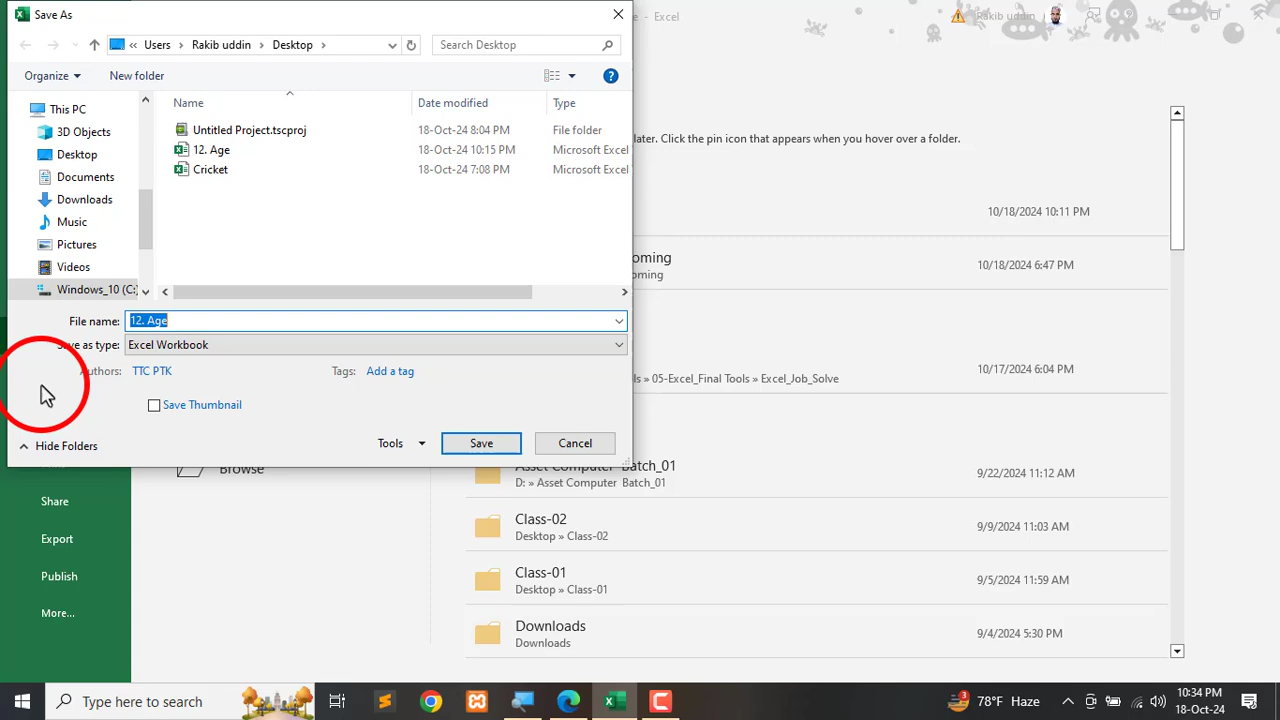 Save As
- Excel
Rakib uddin
Users
Rakib uddin
Desktop
Search Desktop
Organize
New folder
This PC
3D Objects
Desktop
Documents
Downloads
Music
Pictures
Videos
Windows_10 (C:)
Name
Date modified
Type
Untitled Project.tscproj
18-Oct-24 8:04 PM
File folder
12. Age
18-Oct-24 10:15 PM
Microsoft Excel
Cricket
18-Oct-24 7:08 PM
Microsoft Excel
File name:
12. Age
Save as type:
Excel Workbook
Authors:
TTC PTK
Tags:
Add a tag
Save Thumbnail
Hide Folders
Tools
Save
Cancel
later. Click the pin icon that appears when you hover over a folder.
10/18/2024 10:11 PM
oming
oming
10/18/2024 6:47 PM
ls » 05-Excel_Final Tools » Excel_Job_Solve
10/17/2024 6:04 PM
Browse
Asset Computer Batch_01
D: » Asset Computer Batch_01
9/22/2024 11:12 AM
Class-02
Desktop » Class-02
9/9/2024 11:03 AM
Class-01
Desktop » Class-01
9/5/2024 11:59 AM
Downloads
Downloads
9/4/2024 5:30 PM
Share
Export
Publish
More...
Type here to search
3
78°F Haze
10:34 PM
18-Oct-24